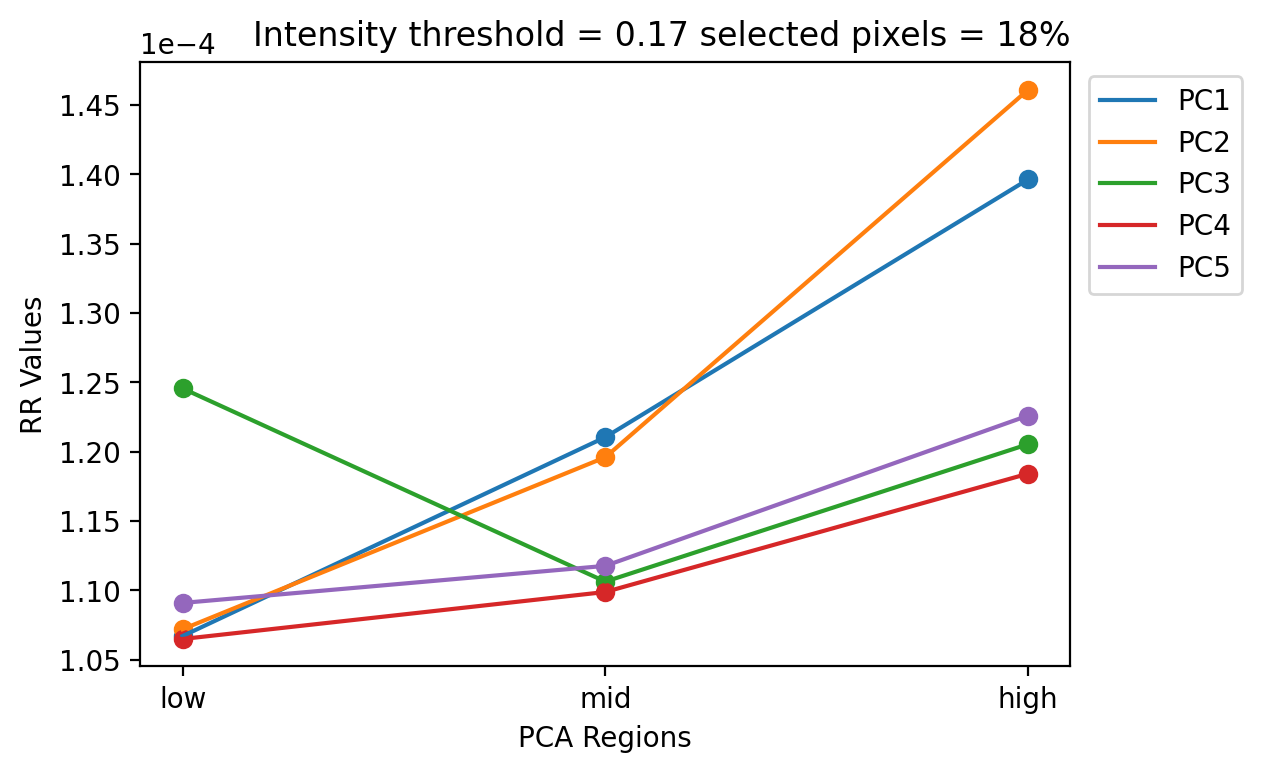 Intensity threshold = 0.17 selected pixels = 18%
1e−4
1.45
1.40
1.35
1.30
1.25
1.20
1.15
1.10
1.05
RR Values
low
mid
high
PCA Regions
PC1
PC2
PC3
PC4
PC5